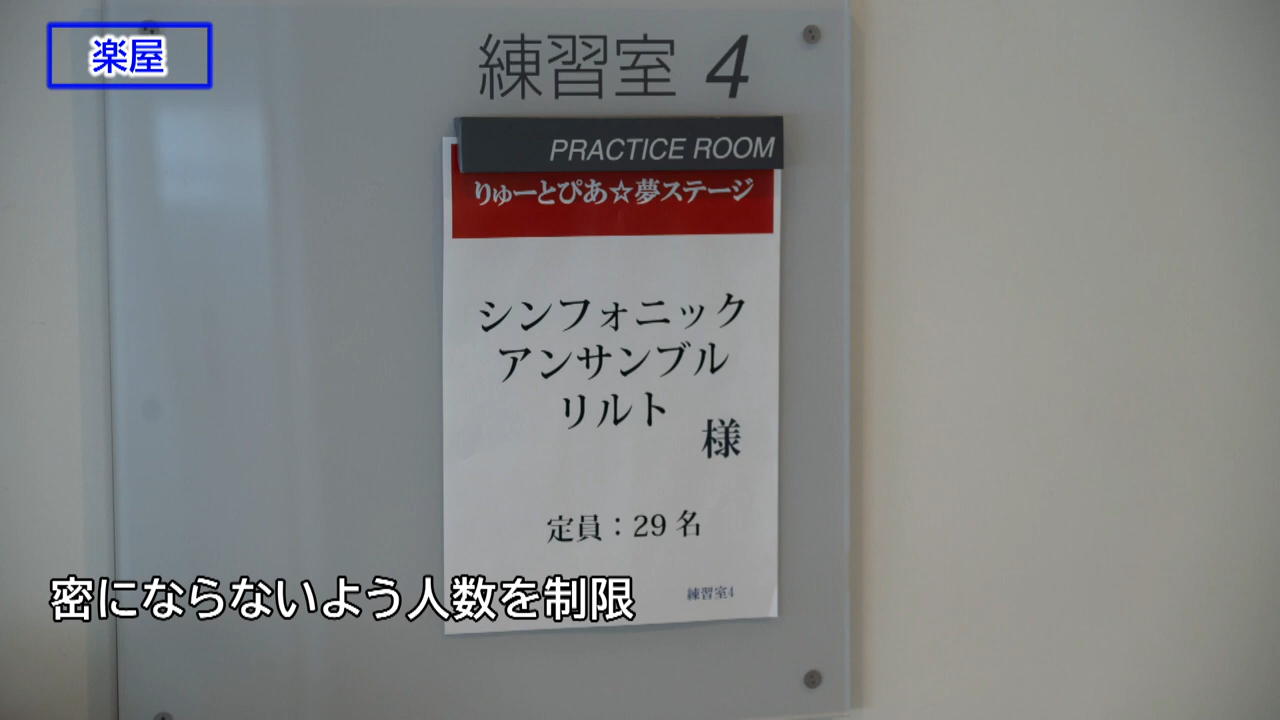 楽屋
練習室 4
PRACTICE ROOM
りゅーとぴあ☆夢ステージ
シンフォニック
アンサンブル
リルト
様
定員：29 名
練習室4
密にならないよう人数を制限